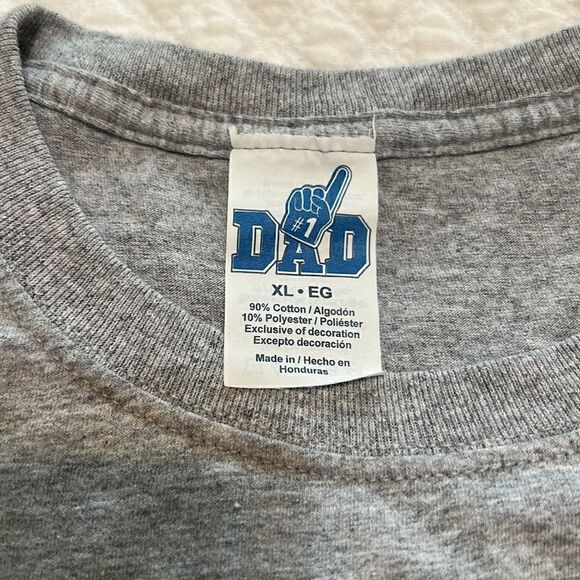 #1
DAD
XL • EG
90% Cotton / Algodón
10% Polyester / Poliéster
Exclusive of decoration
Excepto decoración
Made in / Hecho en
Honduras